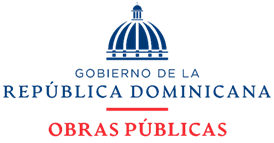 GOBIERNO DE LA
REPÚBLICA DOMINICANA
OBRAS PÚBLICAS